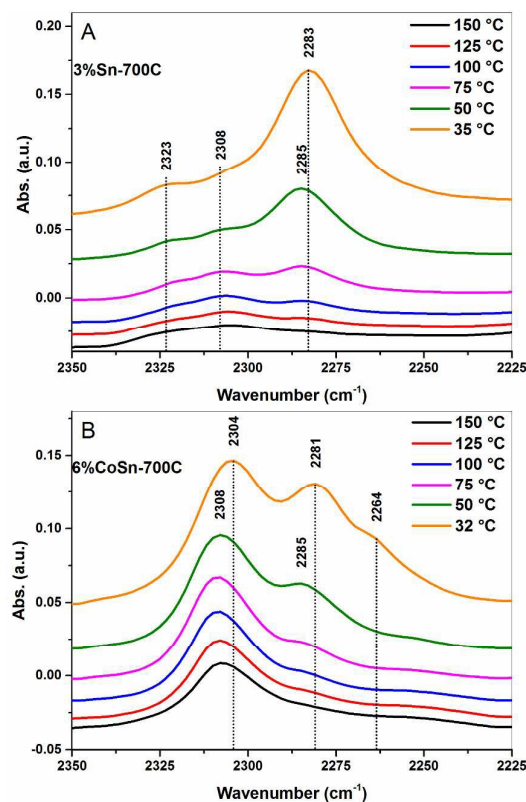 A
3%Sn-700C
2323
2308
2285
2283
150 °C
125 °C
100 °C
75 °C
50 °C
35 °C
Abs. (a.u.)
0.20
0.15
0.10
0.05
0.00
2350 2325 2300 2275 2250 2225
Wavenumber (cm⁻¹)
B
6%CoSn-700C
2304
2308
2281
2285
2264
150 °C
125 °C
100 °C
75 °C
50 °C
32 °C
Abs. (a.u.)
0.15
0.10
0.05
0.00
-0.05
2350 2325 2300 2275 2250 2225
Wavenumber (cm⁻¹)